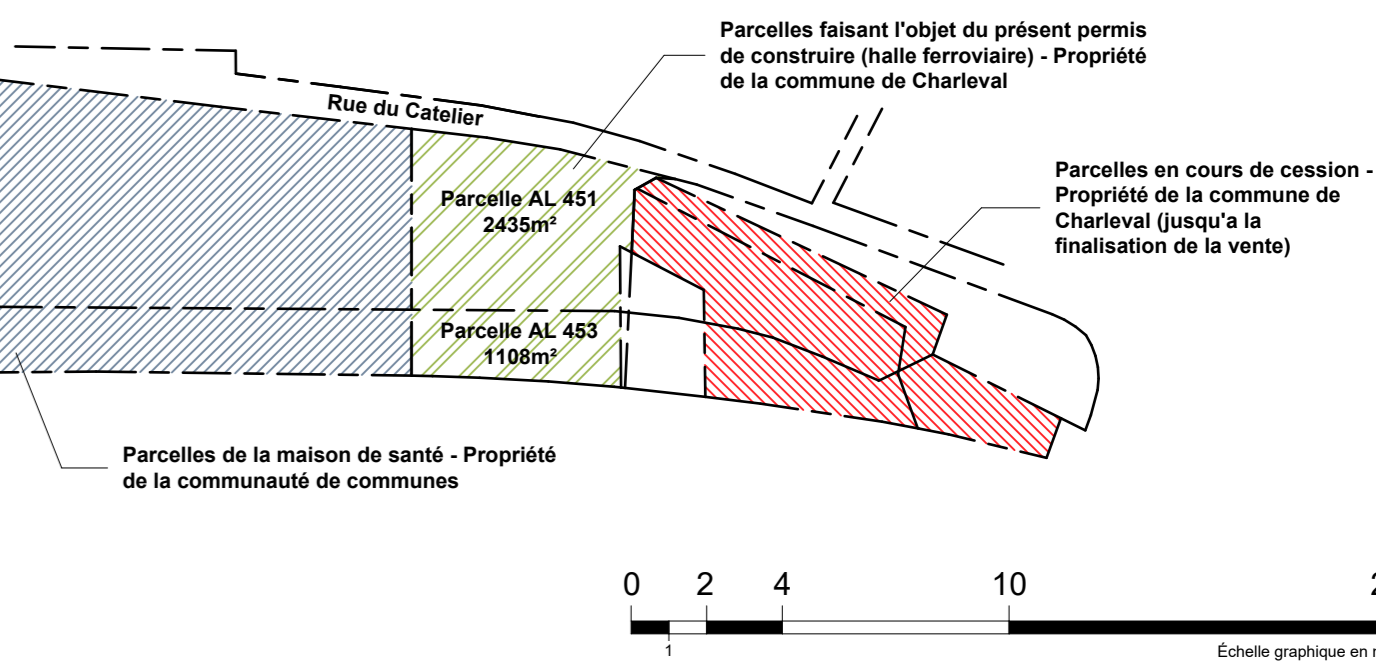 Parcelles faisant l'objet du présent permis
de construire (halle ferroviaire) - Propriété
de la commune de Charleval
Rue du Catelier
Parcelles en cours de cession -
Propriété de la commune de
Charleval (jusqu'a la
finalisation de la vente)
Parcelle AL 451
2435m²
Parcelle AL 453
1108m²
Parcelles de la maison de santé - Propriété
de la communauté de communes
0 2 4 10
1
Échelle graphique en